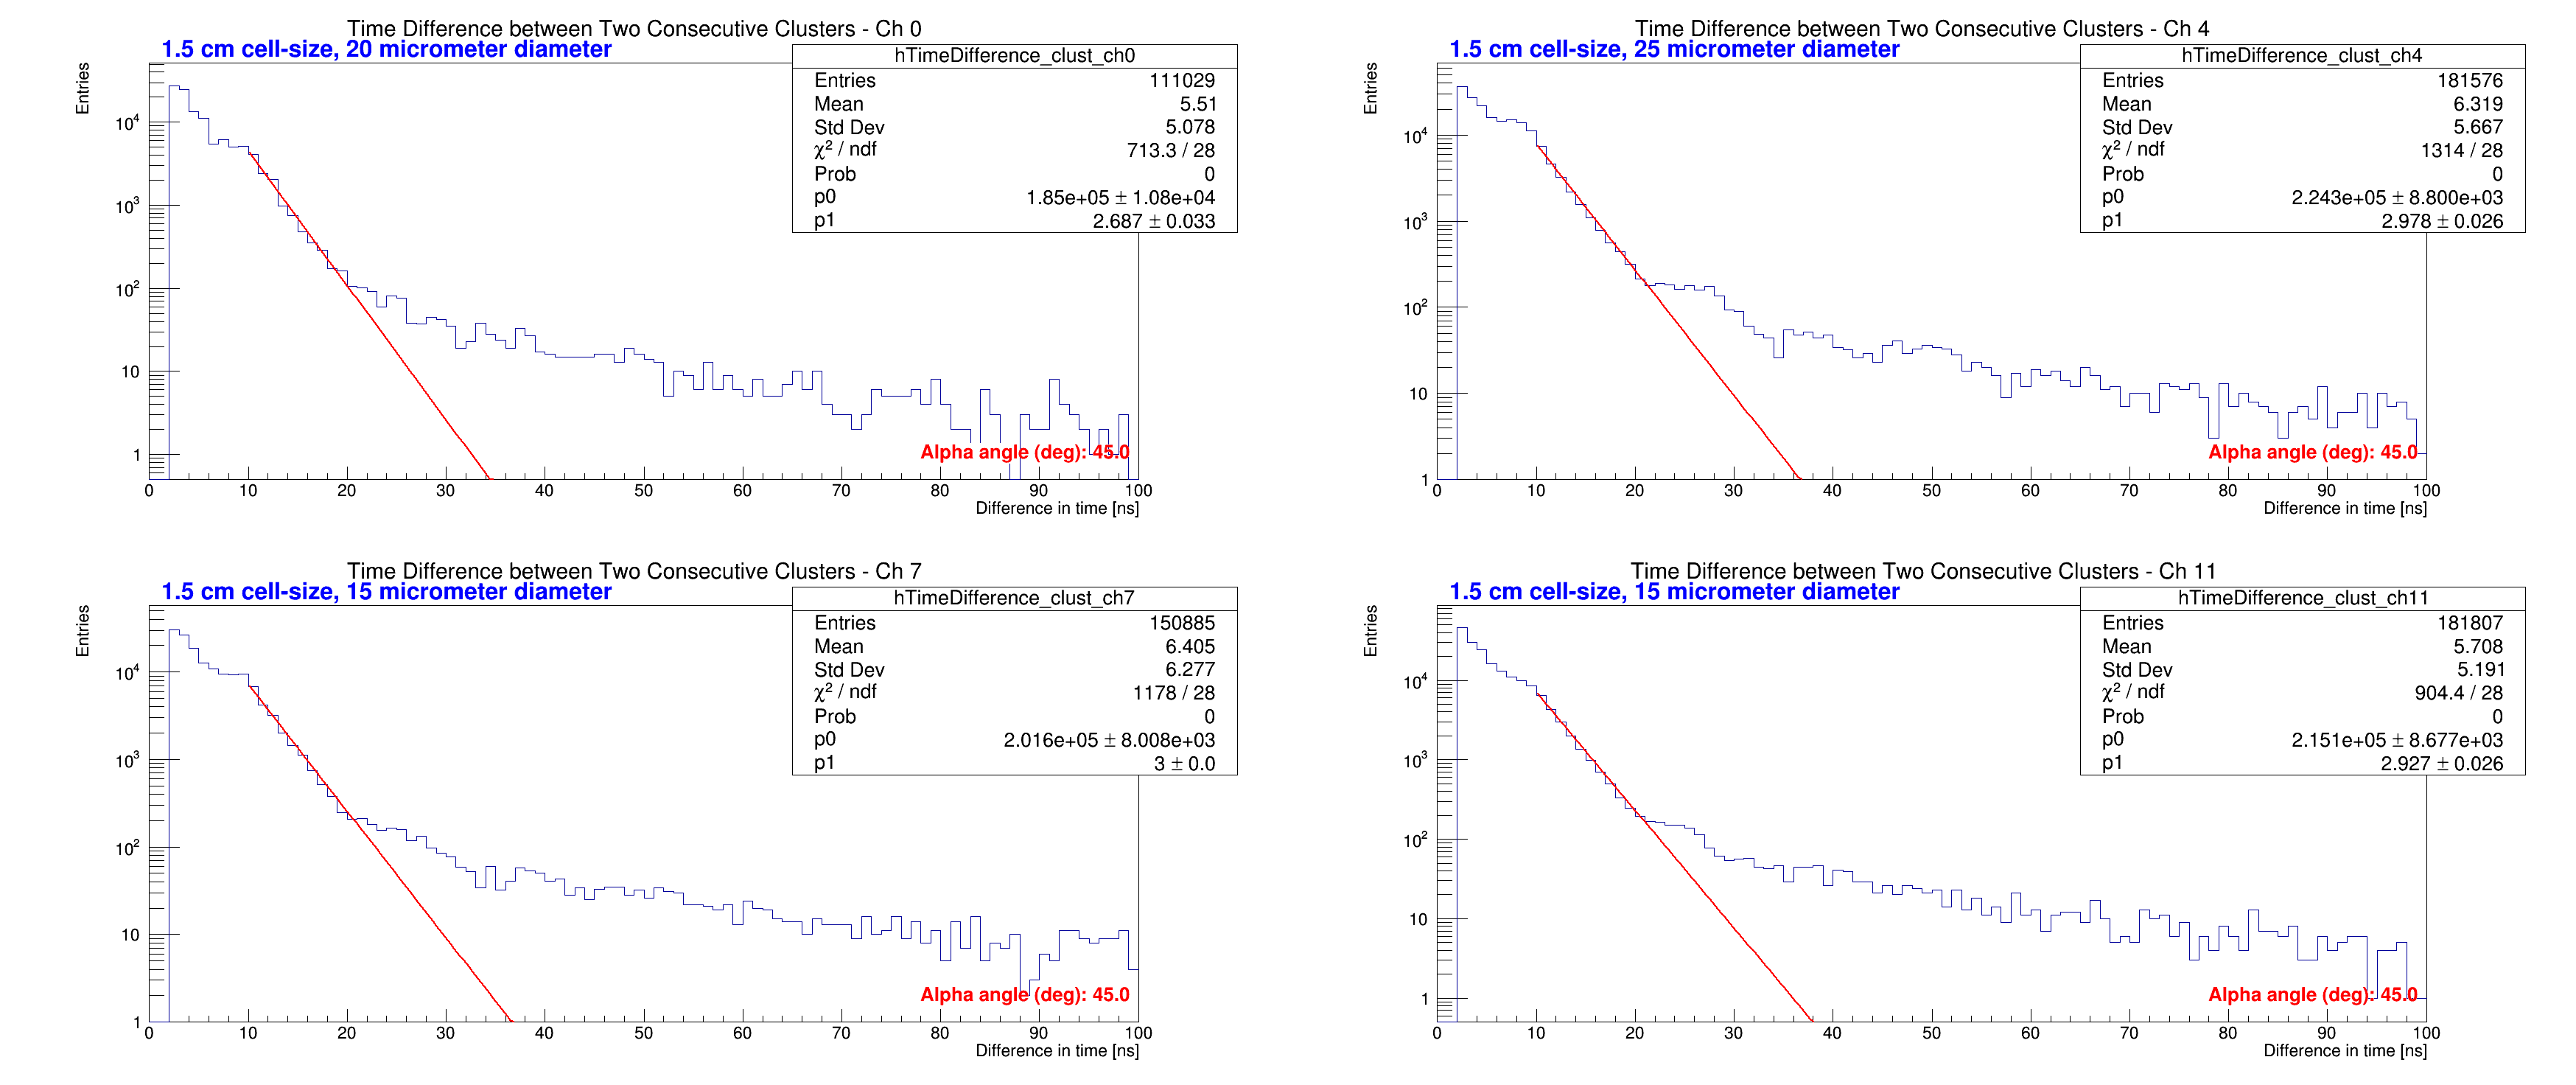 Time Difference between Two Consecutive Clusters - Ch 0
1.5 cm cell-size, 20 micrometer diameter
hTimeDifference_clust_ch0
Entries 111029
Mean 5.51
Std Dev 5.078
χ² / ndf 713.3 / 28
Prob 0
p0 1.85e+05 ± 1.08e+04
p1 2.687 ± 0.033
Entries
10⁴
10³
10²
10
1
Alpha angle (deg): 45.0
0 10 20 30 40 50 60 70 80 90 100
Difference in time [ns]
Time Difference between Two Consecutive Clusters - Ch 4
1.5 cm cell-size, 25 micrometer diameter
hTimeDifference_clust_ch4
Entries 181576
Mean 6.319
Std Dev 5.667
χ² / ndf 1314 / 28
Prob 0
p0 2.243e+05 ± 8.800e+03
p1 2.978 ± 0.026
Entries
10⁴
10³
10²
10
1
Alpha angle (deg): 45.0
0 10 20 30 40 50 60 70 80 90 100
Difference in time [ns]
Time Difference between Two Consecutive Clusters - Ch 7
1.5 cm cell-size, 15 micrometer diameter
hTimeDifference_clust_ch7
Entries 150885
Mean 6.405
Std Dev 6.277
χ² / ndf 1178 / 28
Prob 0
p0 2.016e+05 ± 8.008e+03
p1 3 ± 0.0
Entries
10⁴
10³
10²
10
1
Alpha angle (deg): 45.0
0 10 20 30 40 50 60 70 80 90 100
Difference in time [ns]
Time Difference between Two Consecutive Clusters - Ch 11
1.5 cm cell-size, 15 micrometer diameter
hTimeDifference_clust_ch11
Entries 181807
Mean 5.708
Std Dev 5.191
χ² / ndf 904.4 / 28
Prob 0
p0 2.151e+05 ± 8.677e+03
p1 2.927 ± 0.026
Entries
10⁴
10³
10²
10
1
Alpha angle (deg): 45.0
0 10 20 30 40 50 60 70 80 90 100
Difference in time [ns]